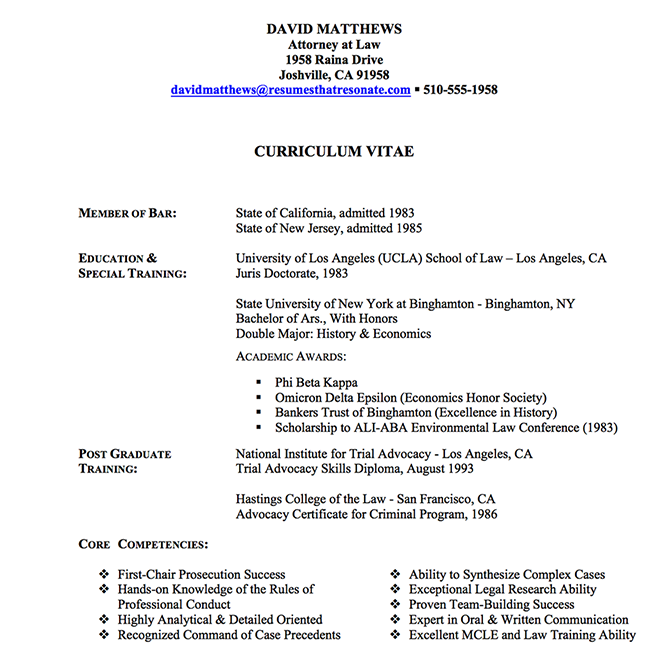 DAVID MATTHEWS
Attorney at Law
1958 Raina Drive
Joshville, CA 91958
davidmatthews@resumesthatresonate.com ▪ 510-555-1958
CURRICULUM VITAE
MEMBER OF BAR: State of California, admitted 1983
State of New Jersey, admitted 1985
EDUCATION & University of Los Angeles (UCLA) School of Law – Los Angeles, CA
SPECIAL TRAINING: Juris Doctorate, 1983
State University of New York at Binghamton - Binghamton, NY
Bachelor of Ars., With Honors
Double Major: History & Economics
ACADEMIC AWARDS:
▪ Phi Beta Kappa
▪ Omicron Delta Epsilon (Economics Honor Society)
▪ Bankers Trust of Binghamton (Excellence in History)
▪ Scholarship to ALI-ABA Environmental Law Conference (1983)
POST GRADUATE National Institute for Trial Advocacy - Los Angeles, CA
TRAINING: Trial Advocacy Skills Diploma, August 1993
Hastings College of the Law - San Francisco, CA
Advocacy Certificate for Criminal Program, 1986
CORE COMPETENCIES:
❖ First-Chair Prosecution Success
❖ Hands-on Knowledge of the Rules of
Professional Conduct
❖ Highly Analytical & Detailed Oriented
❖ Recognized Command of Case Precedents
❖ Ability to Synthesize Complex Cases
❖ Exceptional Legal Research Ability
❖ Proven Team-Building Success
❖ Expert in Oral & Written Communication
❖ Excellent MCLE and Law Training Ability